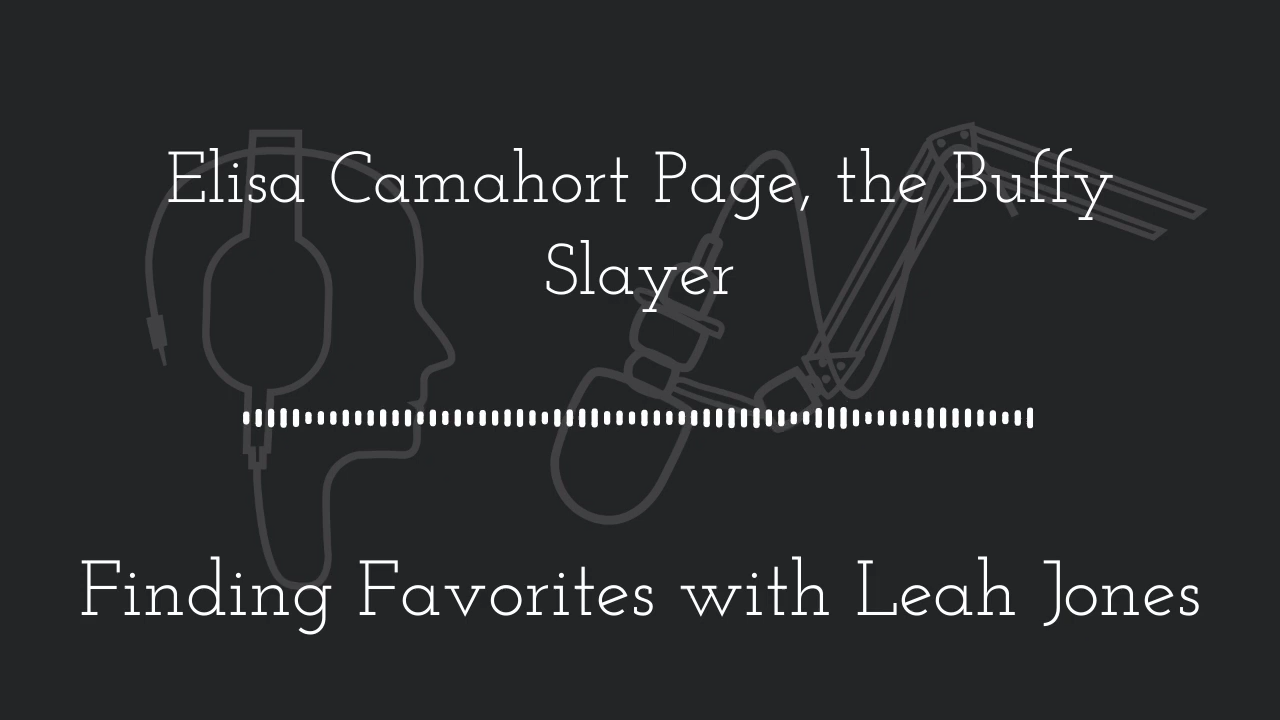 Elisa Camahort Page, the Buffy
Slayer
Finding Favorites with Leah Jones